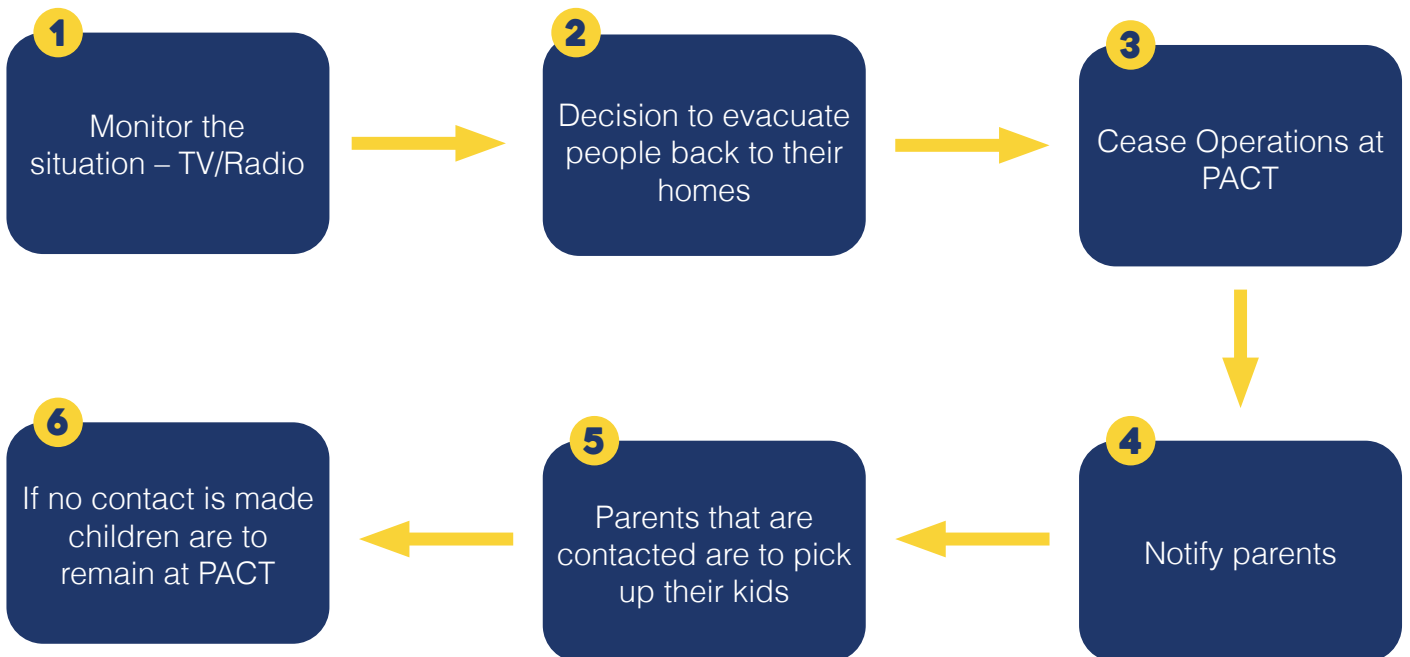 1
Monitor the
situation – TV/Radio
2
Decision to evacuate
people back to their
homes
3
Cease Operations at
PACT
4
Notify parents
5
Parents that are
contacted are to pick
up their kids
6
If no contact is made
children are to
remain at PACT